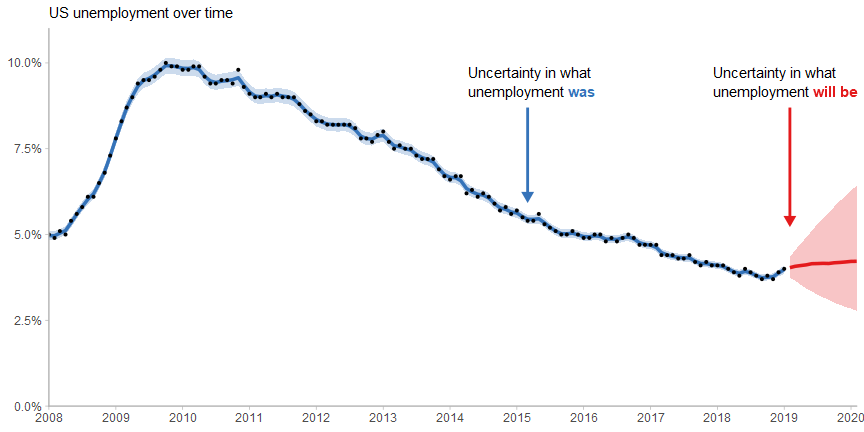 US unemployment over time
Uncertainty in what
unemployment was
Uncertainty in what
unemployment will be
10.0%
7.5%
5.0%
2.5%
0.0%
2008 2009 2010 2011 2012 2013 2014 2015 2016 2017 2018 2019 2020